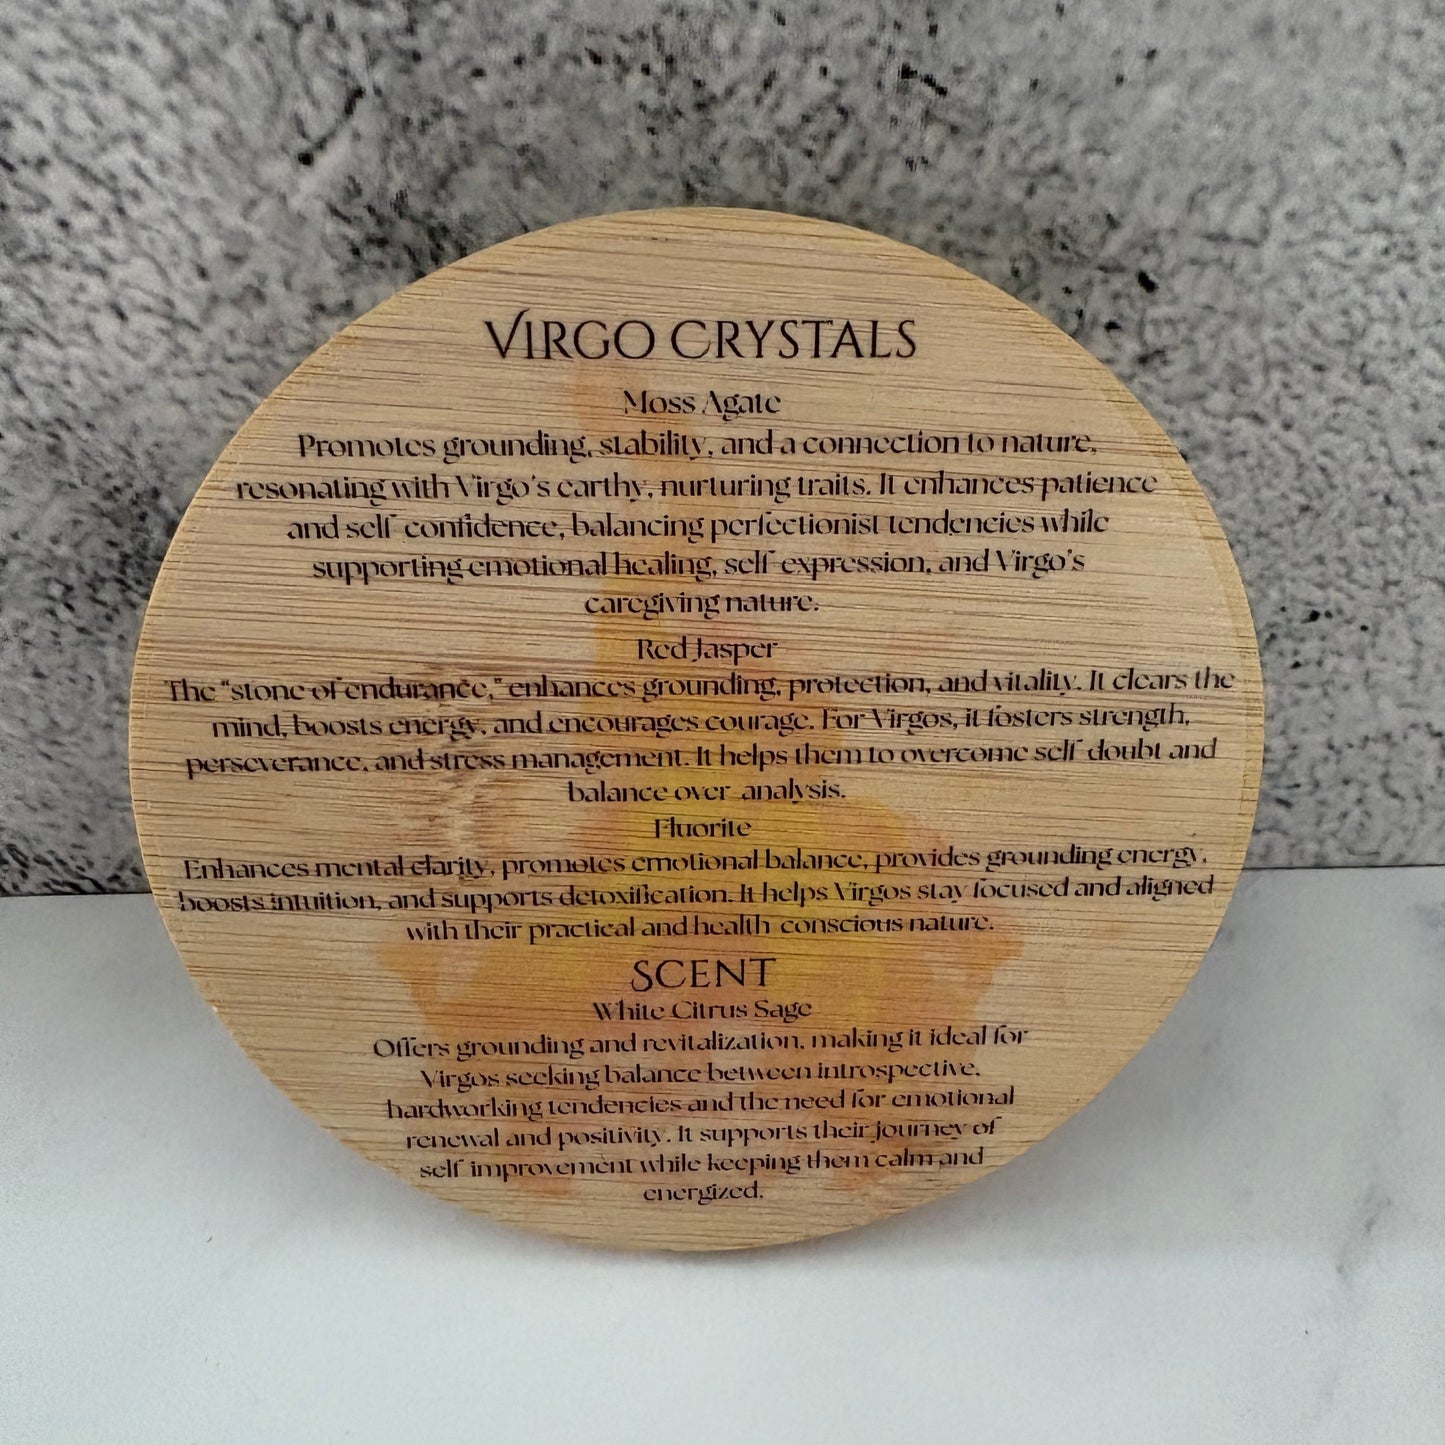 Virgo Crystals
Moss Agate
Promotes grounding, stability, and a connection to nature,
resonating with Virgo's earthy, nurturing traits. It enhances patience
and self-confidence, balancing perfectionist tendencies while
supporting emotional healing, self-expression, and Virgo's
caregiving nature.
Red Jasper
The "stone of endurance," enhances grounding, protection, and vitality. It clears the
mind, boosts energy, and encourages courage. For Virgos, it fosters strength,
perseverance, and stress management. It helps them to overcome self-doubt and
balance over-analysis.
Fluorite
Enhances mental clarity, promotes emotional balance, provides grounding energy,
boosts intuition, and supports detoxification. It helps Virgos stay focused and aligned
with their practical and health-conscious nature.
Scent
White Citrus Sage
Offers grounding and revitalization, making it ideal for
Virgos seeking balance between introspective,
hardworking tendencies and the need for emotional
renewal and positivity. It supports their journey of
self-improvement while keeping them calm and
energized.